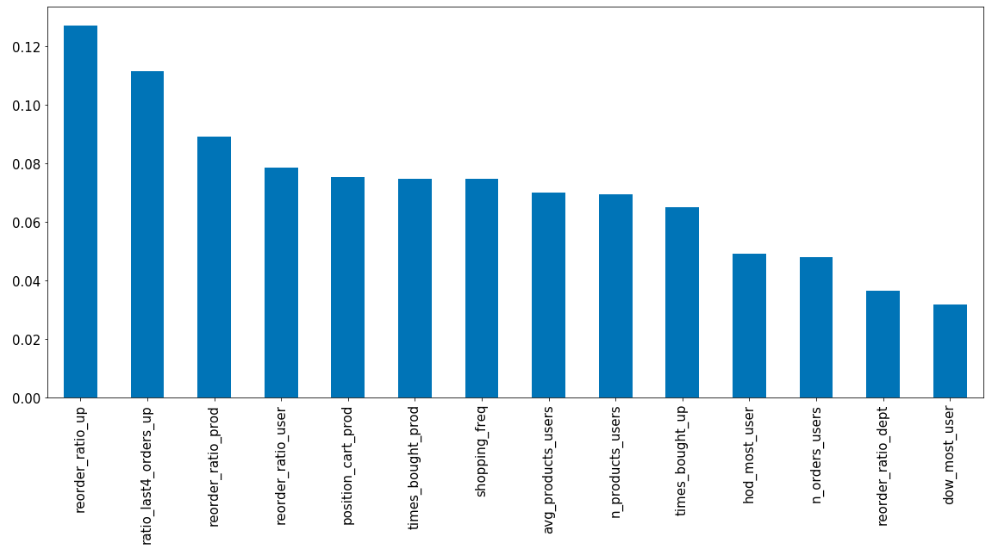 0.12
0.10
0.08
0.06
0.04
0.02
0.00
reorder_ratio_up
ratio_last4_orders_up
reorder_ratio_prod
reorder_ratio_user
position_cart_prod
times_bought_prod
shopping_freq
avg_products_users
n_products_users
times_bought_up
hod_most_user
n_orders_users
reorder_ratio_dept
dow_most_user